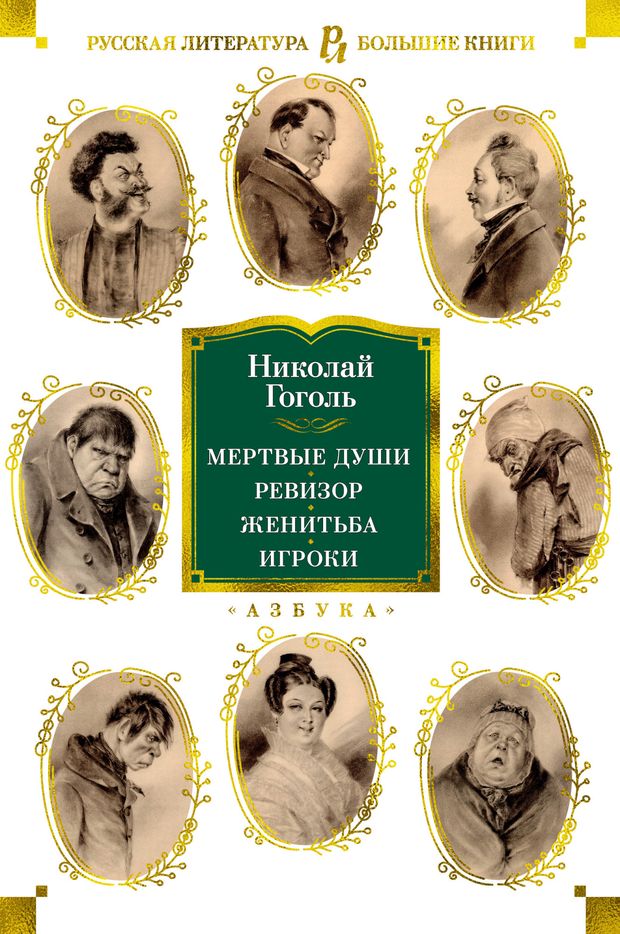 РУССКАЯ ЛИТЕРАТУРА РЛ БОЛЬШИЕ КНИГИ
Николай
Гоголь
МЕРТВЫЕ ДУШИ
РЕВИЗОР
ЖЕНИТЬБА
ИГРОКИ
«АЗБУКА»